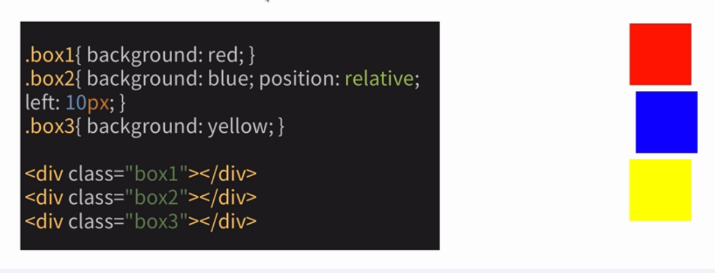 .box1{ background: red; }
.box2{ background: blue; position: relative;
left: 10px; }
.box3{ background: yellow; }
<div class="box1"></div>
<div class="box2"></div>
<div class="box3"></div>